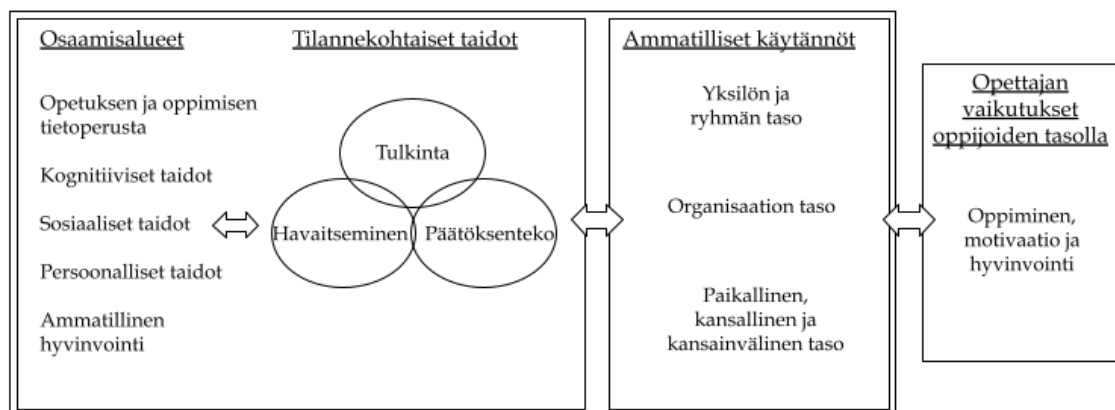 Osaamisalueet
Opetuksen ja oppimisen
tietoperusta
Kognitiiviset taidot
Sosiaaliset taidot
Persoonalliset taidot
Ammatillinen
hyvinvointi
Tilannekohtaiset taidot
Tulkinta
Havaitseminen
Päätöksenteko
Ammatilliset käytännöt
Yksilön ja
ryhmän taso
Organisaation taso
Paikallinen,
kansallinen ja
kansainvälinen taso
Opettajan
vaikutukset
oppijoiden tasolla
Oppiminen,
motivaatio ja
hyvinvointi